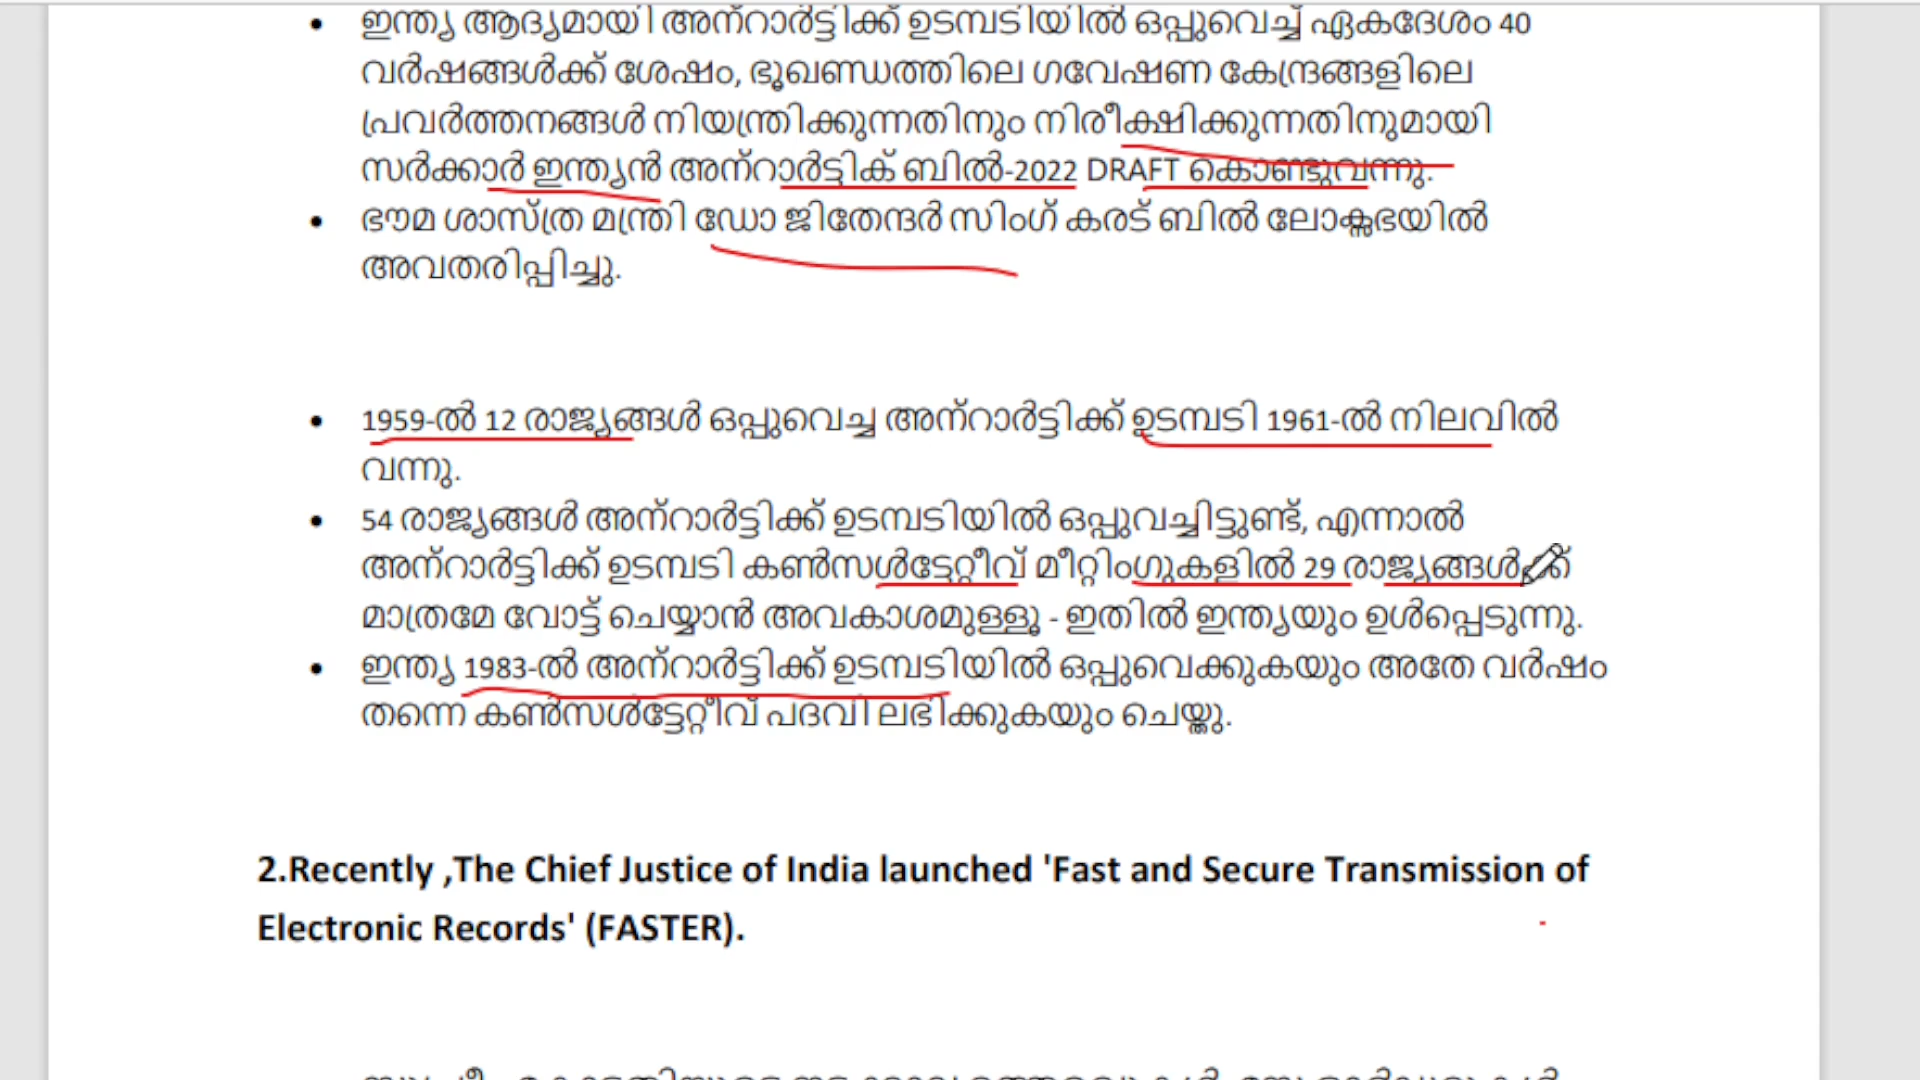 • ഇന്ത്യ ആദ്യമായി അന്റാർട്ടിക്ക് ഉടമ്പടിയിൽ ഒപ്പുവെച്ച് ഏകദേശം 40
വർഷങ്ങൾക്ക് ശേഷം, ഭൂഖണ്ഡത്തിലെ ഗവേഷണ കേന്ദ്രങ്ങളിലെ
പ്രവർത്തനങ്ങൾ നിയന്ത്രിക്കുന്നതിനും നിരീക്ഷിക്കുന്നതിനുമായി
സർക്കാർ ഇന്ത്യൻ അന്റാർട്ടിക് ബിൽ-2022 DRAFT കൊണ്ടുവന്നു.
• ഭൗമ ശാസ്ത്ര മന്ത്രി ഡോ ജിതേന്ദർ സിംഗ് കരട് ബിൽ ലോക്സഭയിൽ
അവതരിപ്പിച്ചു.
• 1959-ൽ 12 രാജ്യങ്ങൾ ഒപ്പുവെച്ച അന്റാർട്ടിക്ക് ഉടമ്പടി 1961-ൽ നിലവിൽ
വന്നു.
• 54 രാജ്യങ്ങൾ അന്റാർട്ടിക്ക് ഉടമ്പടിയിൽ ഒപ്പുവച്ചിട്ടുണ്ട്, എന്നാൽ
അന്റാർട്ടിക്ക് ഉടമ്പടി കൺസൾട്ടേറ്റീവ് മീറ്റിംഗുകളിൽ 29 രാജ്യങ്ങൾക്ക്
മാത്രമേ വോട്ട് ചെയ്യാൻ അവകാശമുള്ളൂ - ഇതിൽ ഇന്ത്യയും ഉൾപ്പെടുന്നു.
• ഇന്ത്യ 1983-ൽ അന്റാർട്ടിക്ക് ഉടമ്പടിയിൽ ഒപ്പുവെക്കുകയും അതേ വർഷം
തന്നെ കൺസൾട്ടേറ്റീവ് പദവി ലഭിക്കുകയും ചെയ്തു.
2.Recently ,The Chief Justice of India launched 'Fast and Secure Transmission of
Electronic Records' (FASTER).